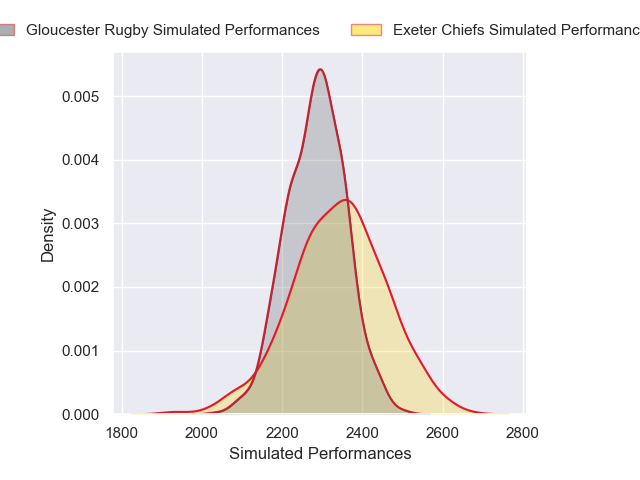 Gloucester Rugby Simulated Performances
Exeter Chiefs Simulated Performanc
0.005
0.004
0.003
0.002
0.001
0.000
Density
1800 2000 2200 2400 2600 2800
Simulated Performances